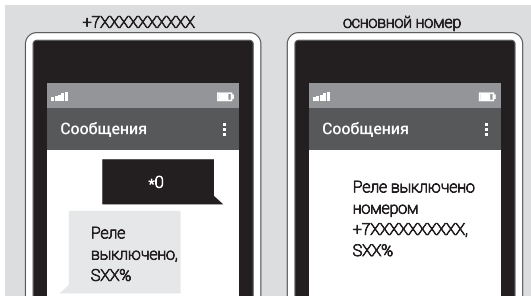 +7XXXXXXXXXX
Сообщения
*0
Реле
выключено,
SXX%
основной номер
Сообщения
Реле выключено
номером
+7XXXXXXXXXX,
SXX%